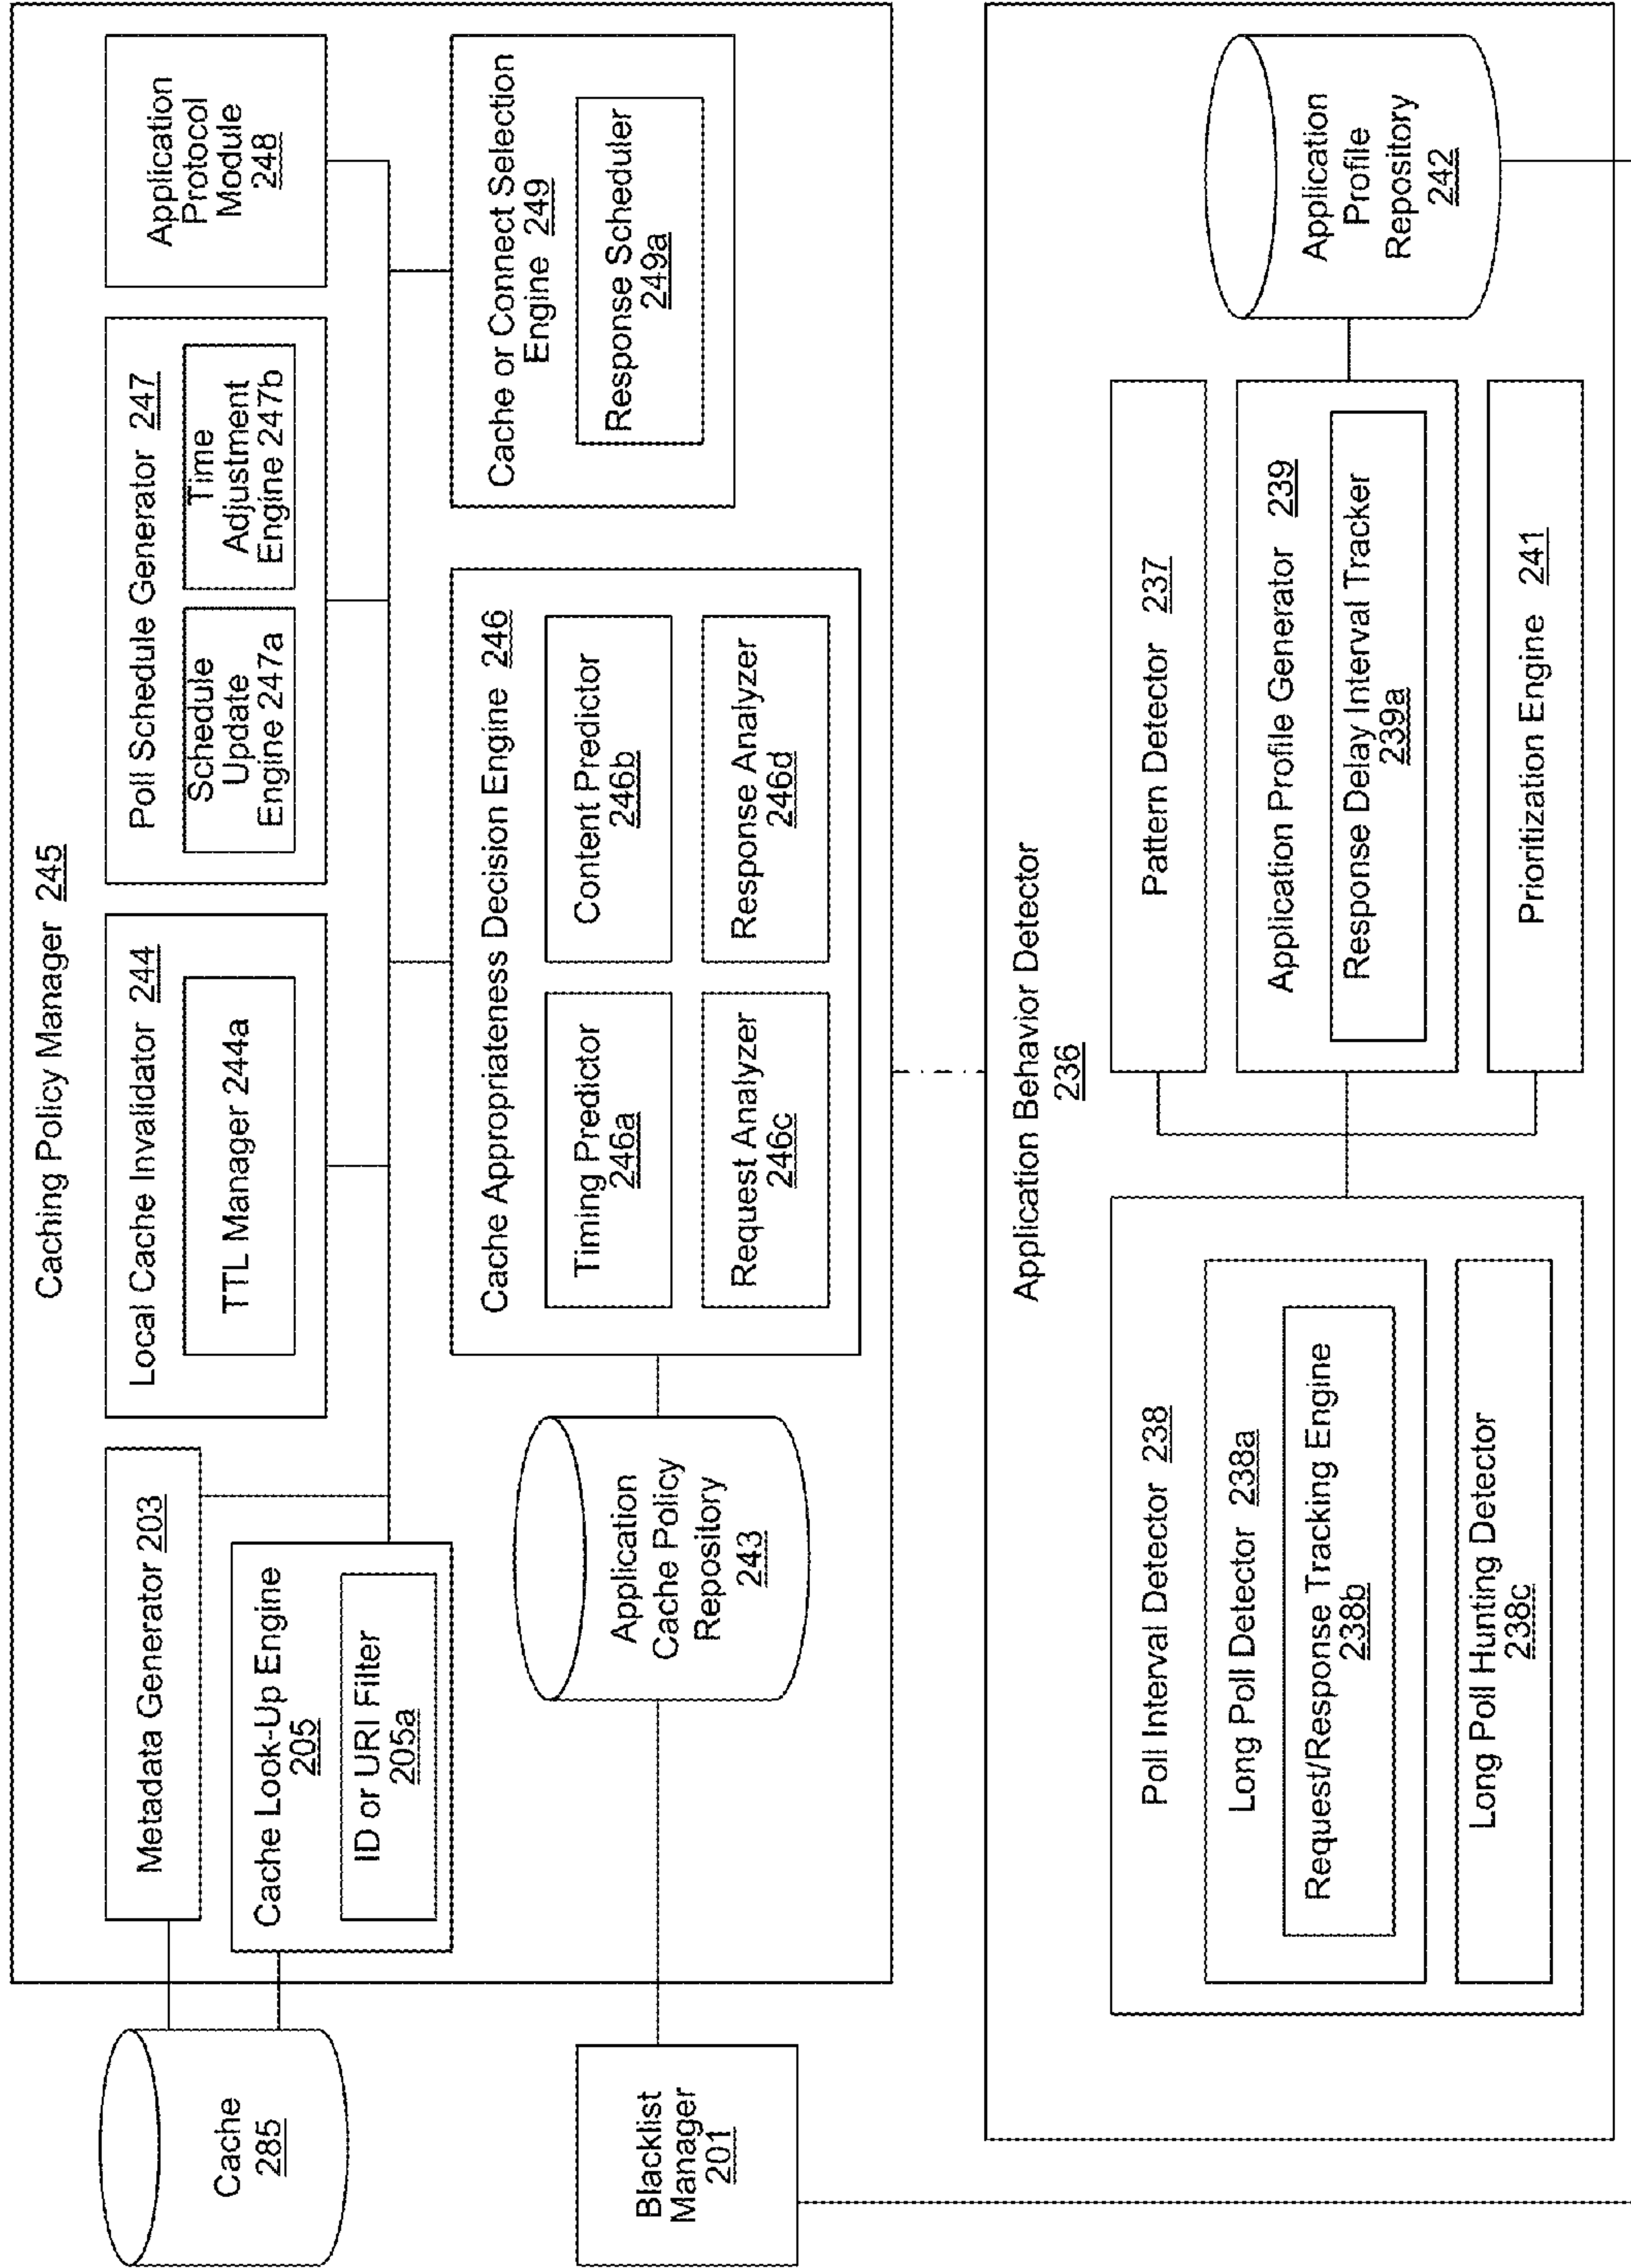 Caching Policy Manager 245
Metadata Generator 203
Cache Look-Up Engine
205
ID or URI Filter
205a
Local Cache Invalidator 244
TTL Manager 244a
Poll Schedule Generator 247
Schedule
Update
Engine 247a
Time
Adjustment
Engine 247b
Application
Protocol
Module
248
Cache
285
Cache Appropriateness Decision Engine 246
Timing Predictor
246a
Content Predictor
246b
Request Analyzer
246c
Response Analyzer
246d
Cache or Connect Selection
Engine 249
Response Scheduler
249a
Application
Cache Policy
Repository
243
Blacklist
Manager
201
Application Behavior Detector
236
Poll Interval Detector 238
Long Poll Detector 238a
Request/Response Tracking Engine
238b
Long Poll Hunting Detector
238c
Pattern Detector 237
Application Profile Generator 239
Response Delay Interval Tracker
239a
Prioritization Engine 241
Application
Profile
Repository
242